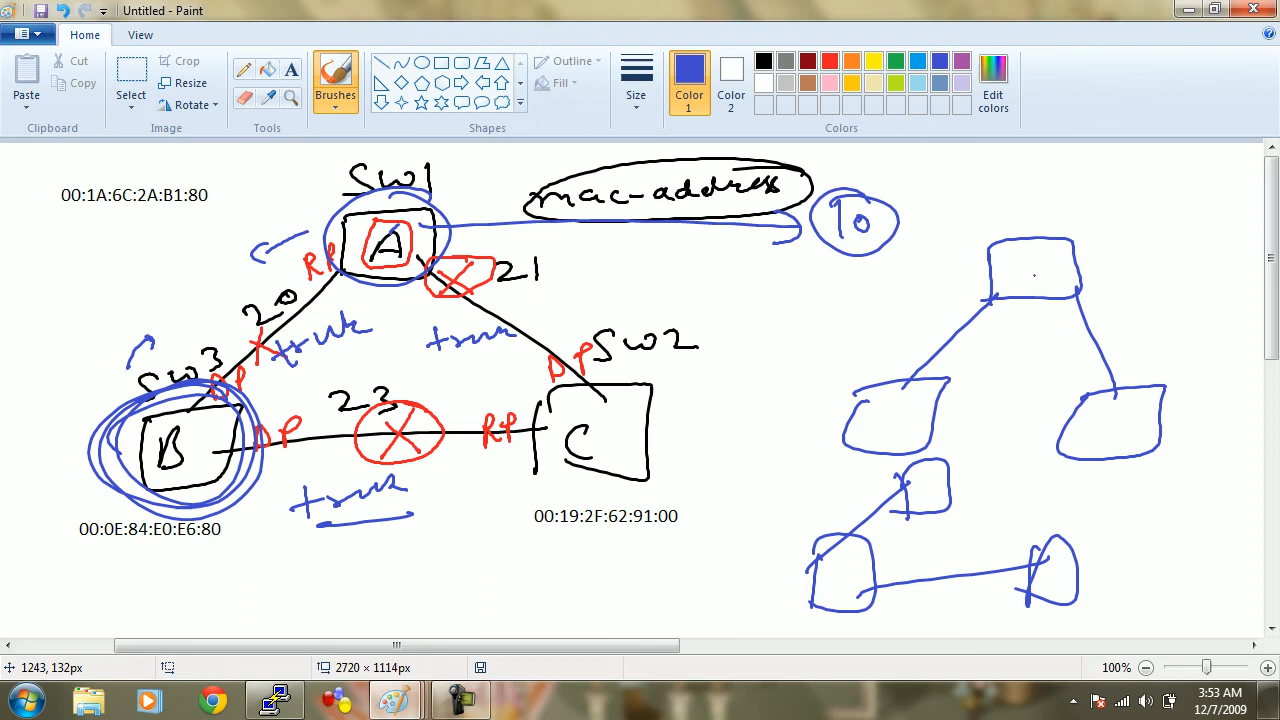 Untitled - Paint
Home
View
Paste
Cut
Copy
Clipboard
Select
Crop
Resize
Rotate
Image
Tools
Brushes
Shapes
Outline
Fill
Size
Color 1
Color 2
Edit colors
Colors
SW1
mac-address
10
00:1A:6C:2A:B1:80
A
RP
21
20
trunk
trunk
SW3
DP
DP
SW2
B
DP
23
RP
C
trunk
00:0E:84:E0:E6:80
00:19:2F:62:91:00
1243, 132px
2720 × 1114px
100%
3:53 AM
12/7/2009